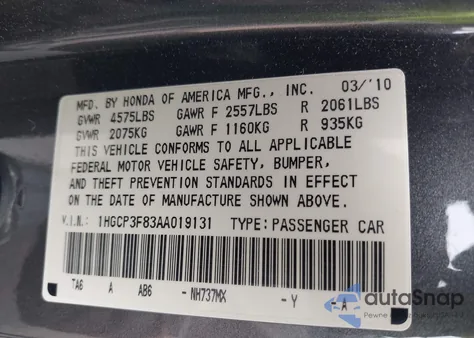 MFD. BY HONDA OF AMERICA MFG., INC. 03/'10
GVWR 4575LBS GAWR F 2557LBS R 2061LBS
GVWR 2075KG GAWR F 1160KG R 935KG
THIS VEHICLE CONFORMS TO ALL APPLICABLE
FEDERAL MOTOR VEHICLE SAFETY, BUMPER,
AND THEFT PREVENTION STANDARDS IN EFFECT
ON THE DATE OF MANUFACTURE SHOWN ABOVE.
V.I.N.: 1HGCP3F83AA019131 TYPE: PASSENGER CAR
TA6 A AB6 -NH737MX -Y -A
autoSnap